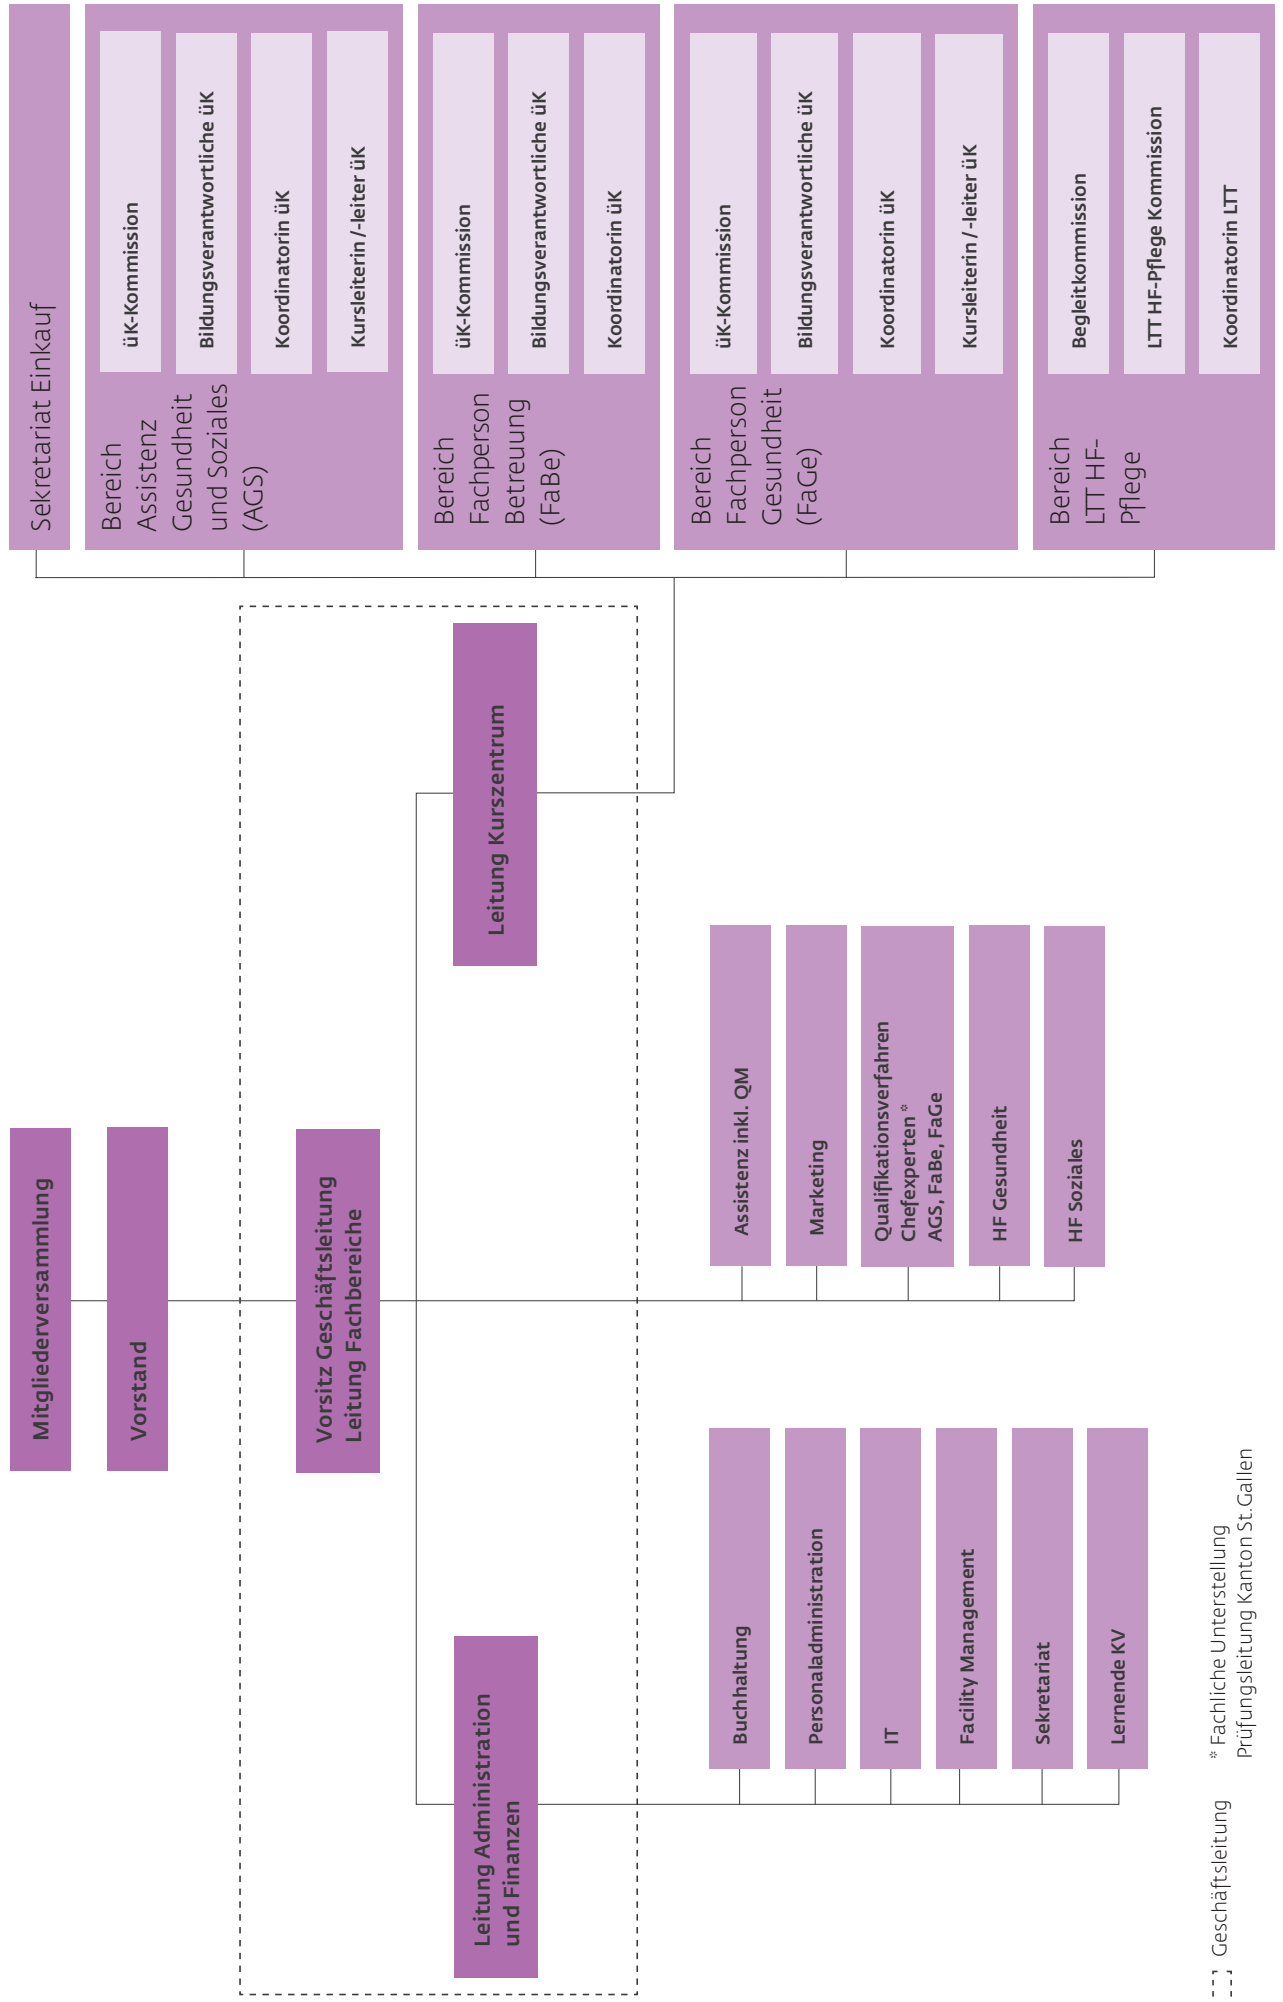 Mitgliederversammlung
Vorstand
Vorsitz Geschäftsleitung
Leitung Fachbereiche
Leitung Administration
und Finanzen
Leitung Kurszentrum
Buchhaltung
Personaladministration
IT
Facility Management
Sekretariat
Lernende KV
Assistenz inkl. QM
Marketing
Qualifikationsverfahren
Chefexperten *
AGS, FaBe, FaGe
HF Gesundheit
HF Soziales
Sekretariat Einkauf
Bereich
Assistenz
Gesundheit
und Soziales
(AGS)
üK-Kommission
Bildungsverantwortliche üK
Koordinatorin üK
Kursleiterin /-leiter üK
Bereich
Fachperson
Betreuung
(FaBe)
üK-Kommission
Bildungsverantwortliche üK
Koordinatorin üK
Bereich
Fachperson
Gesundheit
(FaGe)
üK-Kommission
Bildungsverantwortliche üK
Koordinatorin üK
Kursleiterin /-leiter üK
Bereich
LTT HF-
Pflege
Begleitkommission
LTT HF-Pflege Kommission
Koordinatorin LTT
Geschäftsleitung
* Fachliche Unterstellung
Prüfungsleitung Kanton St.Gallen